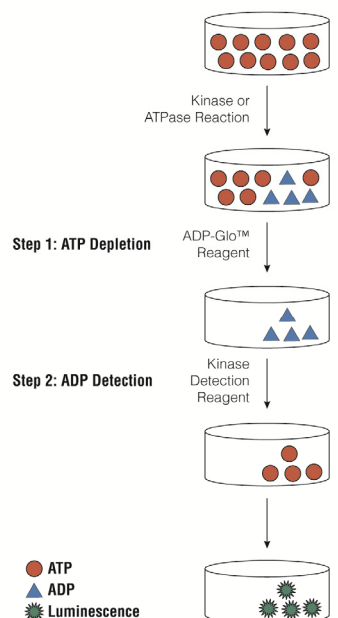 Kinase or
ATPase Reaction
Step 1: ATP Depletion
ADP-Glo™
Reagent
Step 2: ADP Detection
Kinase
Detection
Reagent
ATP
ADP
Luminescence